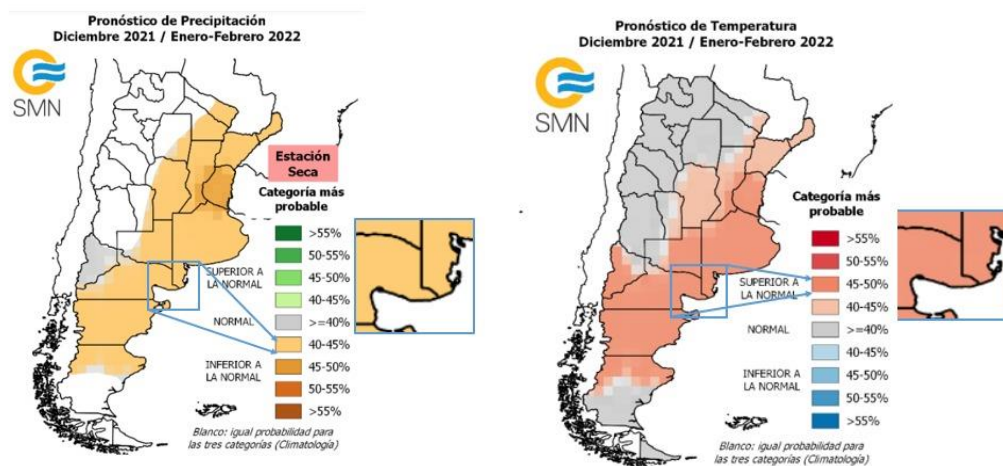 Pronóstico de Precipitación
Diciembre 2021 / Enero-Febrero 2022
SMN
Estación
Seca
Categoría más
probable
>55%
50-55%
45-50%
40-45%
>=40%
40-45%
45-50%
50-55%
>55%
SUPERIOR A
LA NORMAL
NORMAL
INFERIOR A
LA NORMAL
Blanco: igual probabilidad para
las tres categorías (Climatología)
Pronóstico de Temperatura
Diciembre 2021 / Enero-Febrero 2022
SMN
Categoría más
probable
>55%
50-55%
45-50%
40-45%
>=40%
40-45%
45-50%
50-55%
>55%
SUPERIOR A
LA NORMAL
NORMAL
INFERIOR A
LA NORMAL
Blanco: igual probabilidad para
las tres categorías (Climatología)